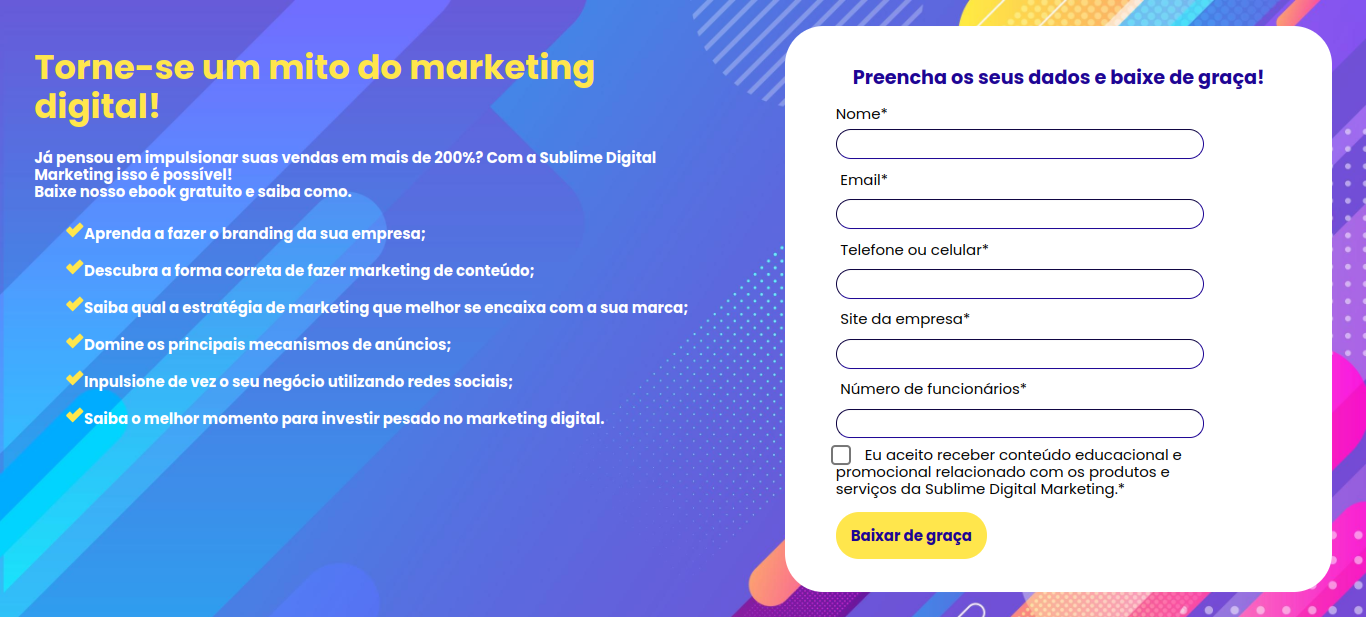 Torne-se um mito do marketing
digital!
Já pensou em impulsionar suas vendas em mais de 200%? Com a Sublime Digital
Marketing isso é possível!
Baixe nosso ebook gratuito e saiba como.
Aprenda a fazer o branding da sua empresa;
Descubra a forma correta de fazer marketing de conteúdo;
Saiba qual a estratégia de marketing que melhor se encaixa com a sua marca;
Domine os principais mecanismos de anúncios;
Inpulsione de vez o seu negócio utilizando redes sociais;
Saiba o melhor momento para investir pesado no marketing digital.
Preencha os seus dados e baixe de graça!
Nome*
Email*
Telefone ou celular*
Site da empresa*
Número de funcionários*
Eu aceito receber conteúdo educacional e
promocional relacionado com os produtos e
serviços da Sublime Digital Marketing.*
Baixar de graça